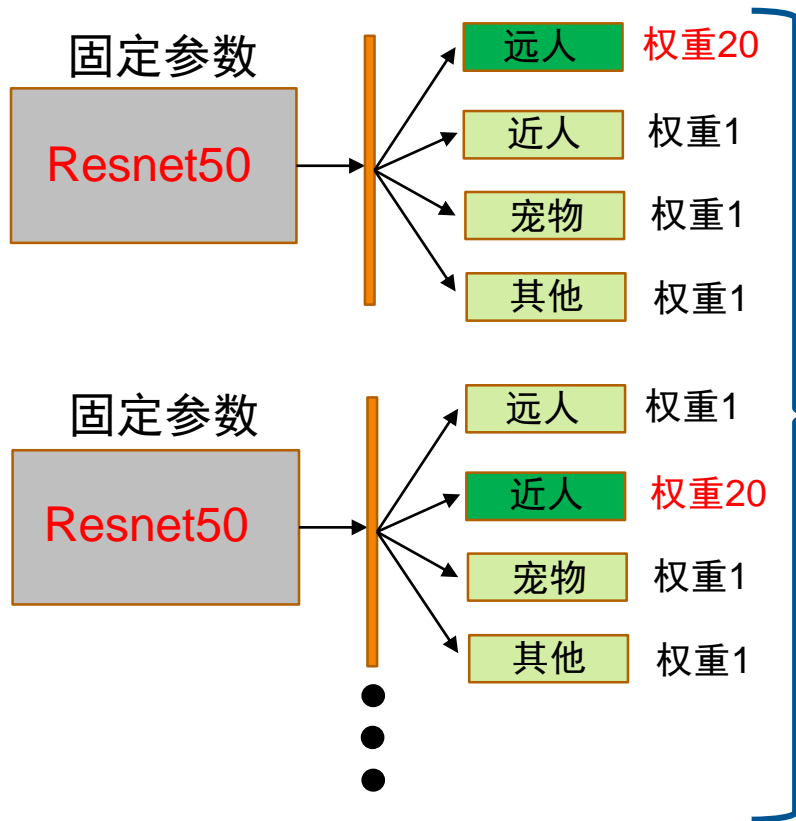 固定参数
Resnet50
远人 权重20
近人 权重1
宠物 权重1
其他 权重1
固定参数
Resnet50
远人 权重1
近人 权重20
宠物 权重1
其他 权重1